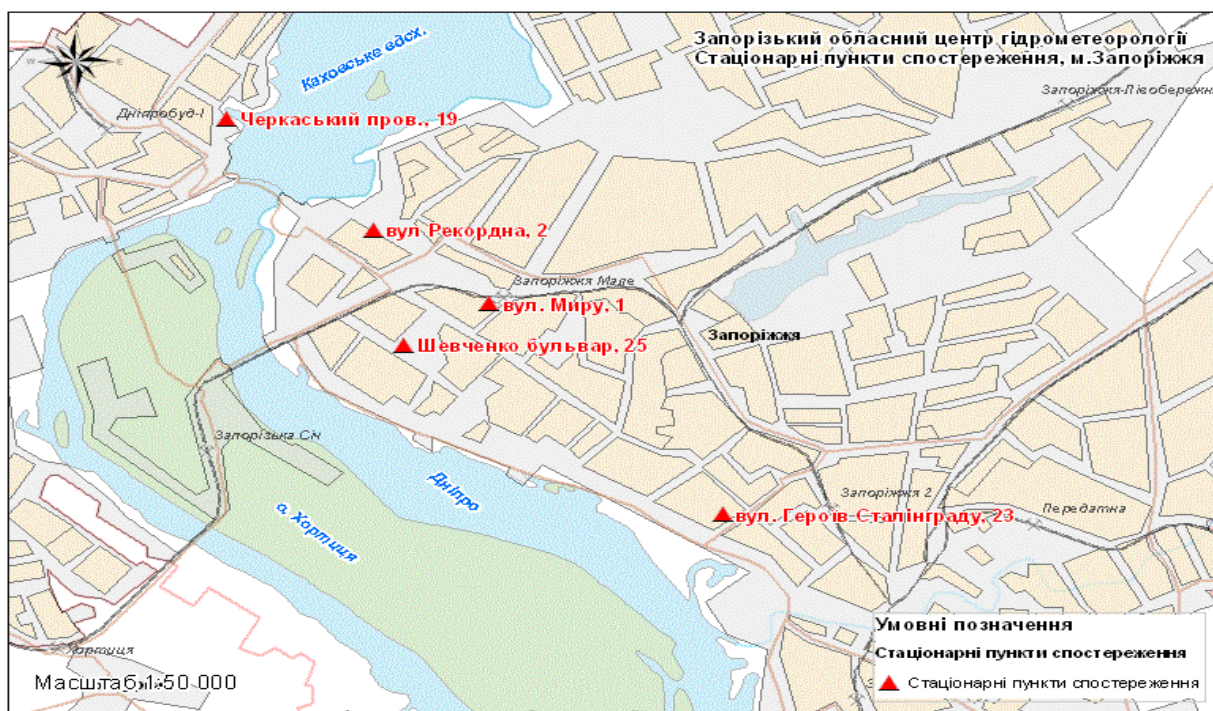 Запорізький обласний центр гідрометеорології
Стаціонарні пункти спостереження, м.Запоріжжя
W
E
Каховське вдсх.
Запоріжжя-Лівобережн
Дніпробуд-І
Черкаський пров., 19
вул Рекордна, 2
Запоріжжя Мале
вул. Миру, 1
Запоріжжя
Шевченко бульвар, 25
Запорізька Січ
Дніпро
о. Хортиця
Запоріжжя 2
Передатна
вул. Героїв Сталінграду, 23
Хортиця
Масштаб 1:50 000
Умовні позначення
Стаціонарні пункти спостереження
Стаціонарні пункти спостереження